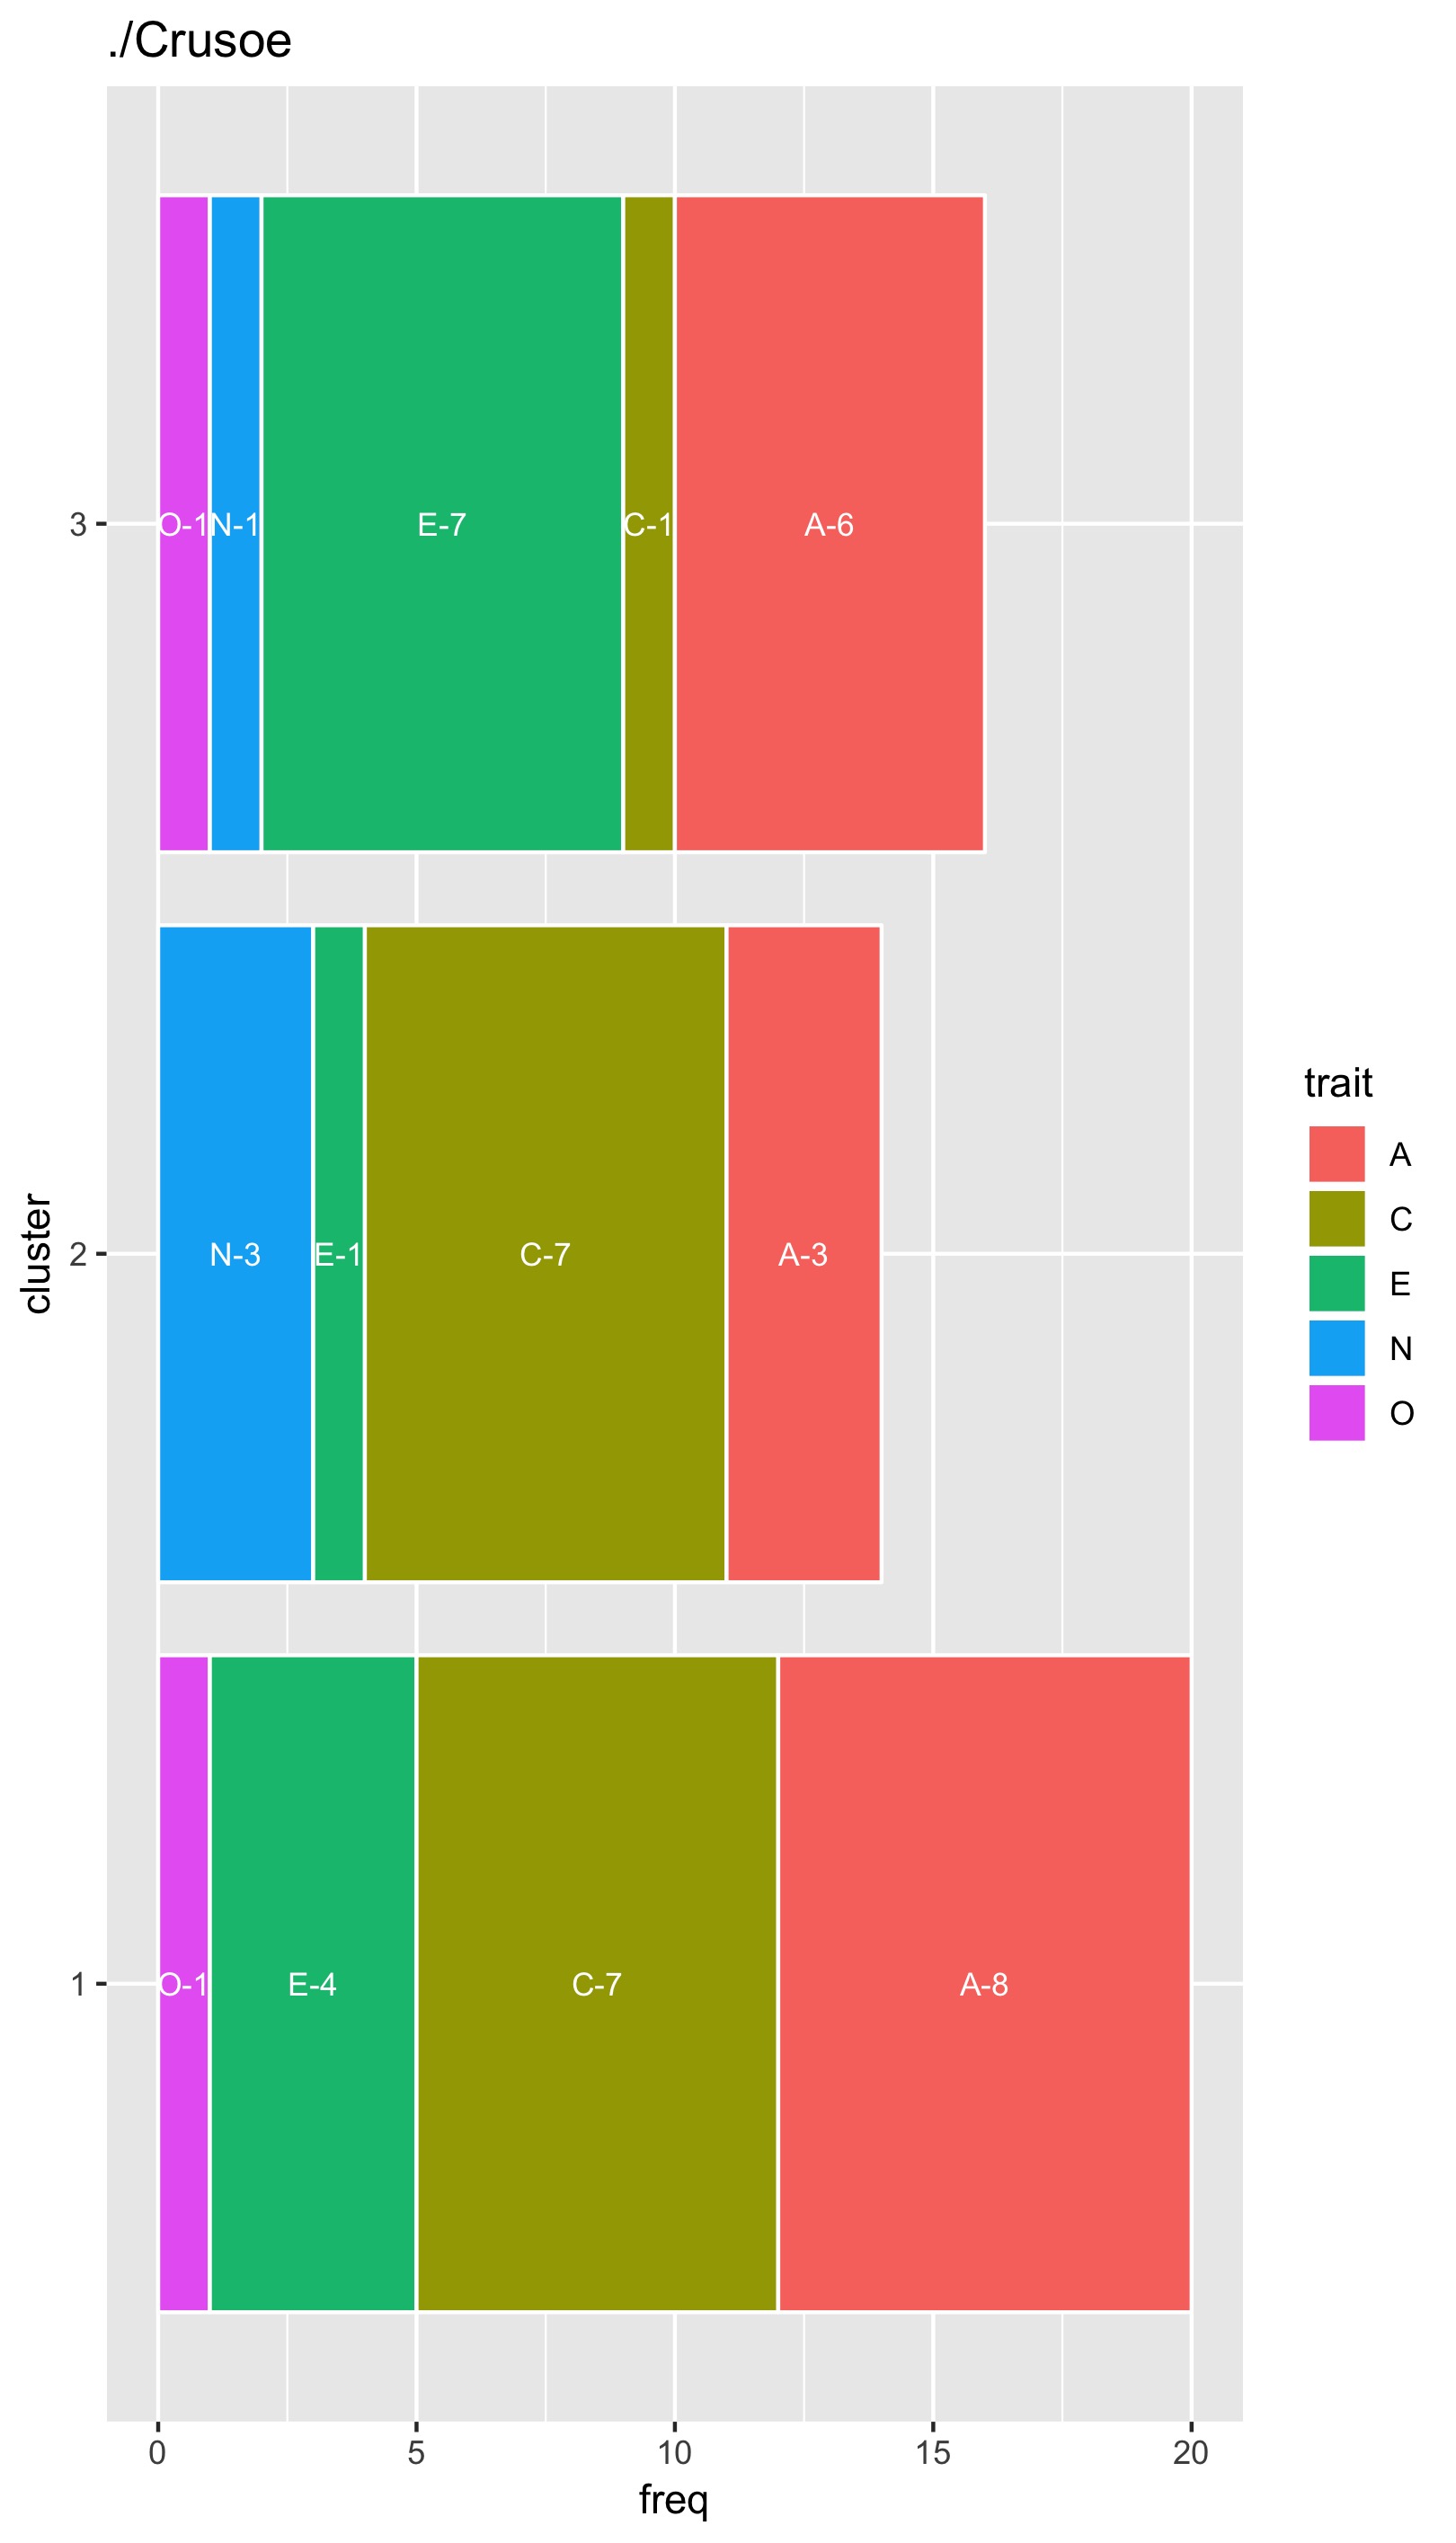 ./Crusoe
3
O-1 N-1 E-7 C-1 A-6
2
N-3 E-1 C-7 A-3
1
O-1 E-4 C-7 A-8
cluster
0 5 10 15 20
freq
trait
A
C
E
N
O